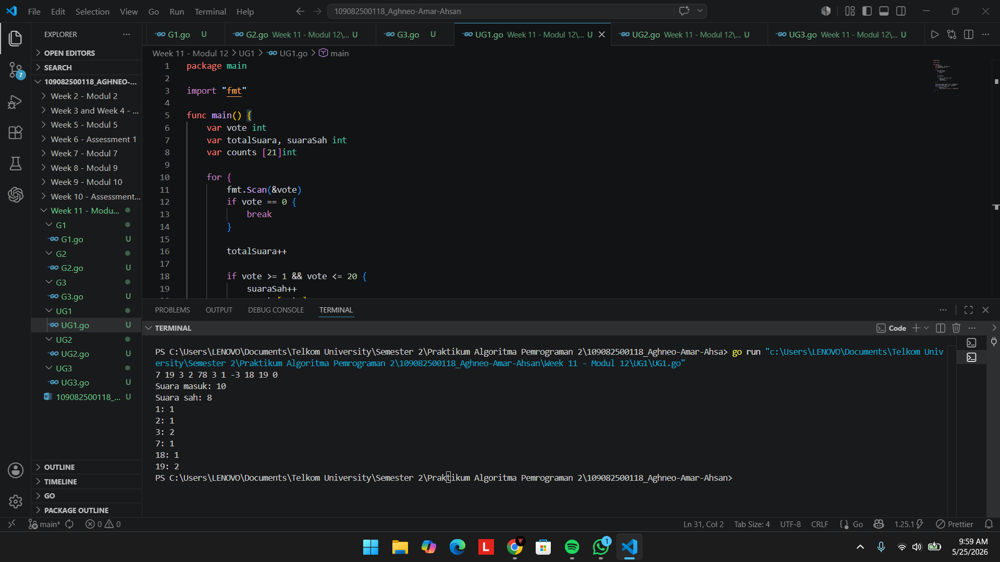 File Edit Selection View Go Run Terminal Help
109082500118_Aghneo-Amar-Ahsan
EXPLORER
OPEN EDITORS
SEARCH
109082500118_AGHNEO-...
Week 2 - Modul 2
Week 3 and Week 4 - ...
Week 5 - Modul 5
Week 6 - Assessment 1
Week 7 - Modul 7
Week 8 - Modul 9
Week 9 - Modul 10
Week 10 - Assessment...
Week 11 - Modu...
G1
G1.go U
G2
G2.go U
G3
G3.go U
UG1
UG1.go U
UG2
UG2.go U
UG3
UG3.go U
109082500118_... U
OUTLINE
TIMELINE
GO
PACKAGE OUTLINE
7
G1.go U
G2.go Week 11 - Modul 12\... U
G3.go U
UG1.go Week 11 - Modul 12\... U
UG2.go Week 11 - Modul 12\... U
UG3.go Week 11 - Modul 12\... U
Week 11 - Modul 12 > UG1 > UG1.go > main
1 package main
2
3 import "fmt"
4
5 func main() {
6 var vote int
7 var totalSuara, suaraSah int
8 var counts [21]int
9
10 for {
11 fmt.Scan(&vote)
12 if vote == 0 {
13 break
14 }
15
16 totalSuara++
17
18 if vote >= 1 && vote <= 20 {
19 suaraSah++
PROBLEMS OUTPUT DEBUG CONSOLE TERMINAL
TERMINAL
Code
PS C:\Users\LENOVO\Documents\Telkom University\Semester 2\Praktikum Algoritma Pemrograman 2\109082500118_Aghneo-Amar-Ahsa> go run "c:\Users\LENOVO\Documents\Telkom Univ
ersity\Semester 2\Praktikum Algoritma Pemrograman 2\109082500118_Aghneo-Amar-Ahsan\Week 11 - Modul 12\UG1\UG1.go"
7 19 3 2 78 3 1 -3 18 19 0
Suara masuk: 10
Suara sah: 8
1: 1
2: 1
3: 2
7: 1
18: 1
19: 2
PS C:\Users\LENOVO\Documents\Telkom University\Semester 2\Praktikum Algoritma Pemrograman 2\109082500118_Aghneo-Amar-Ahsan>
main* 0 0
Ln 31, Col 2 Tab Size: 4 UTF-8 CRLF Go 1.25.1 Prettier
L
1
9:59 AM
5/25/2026